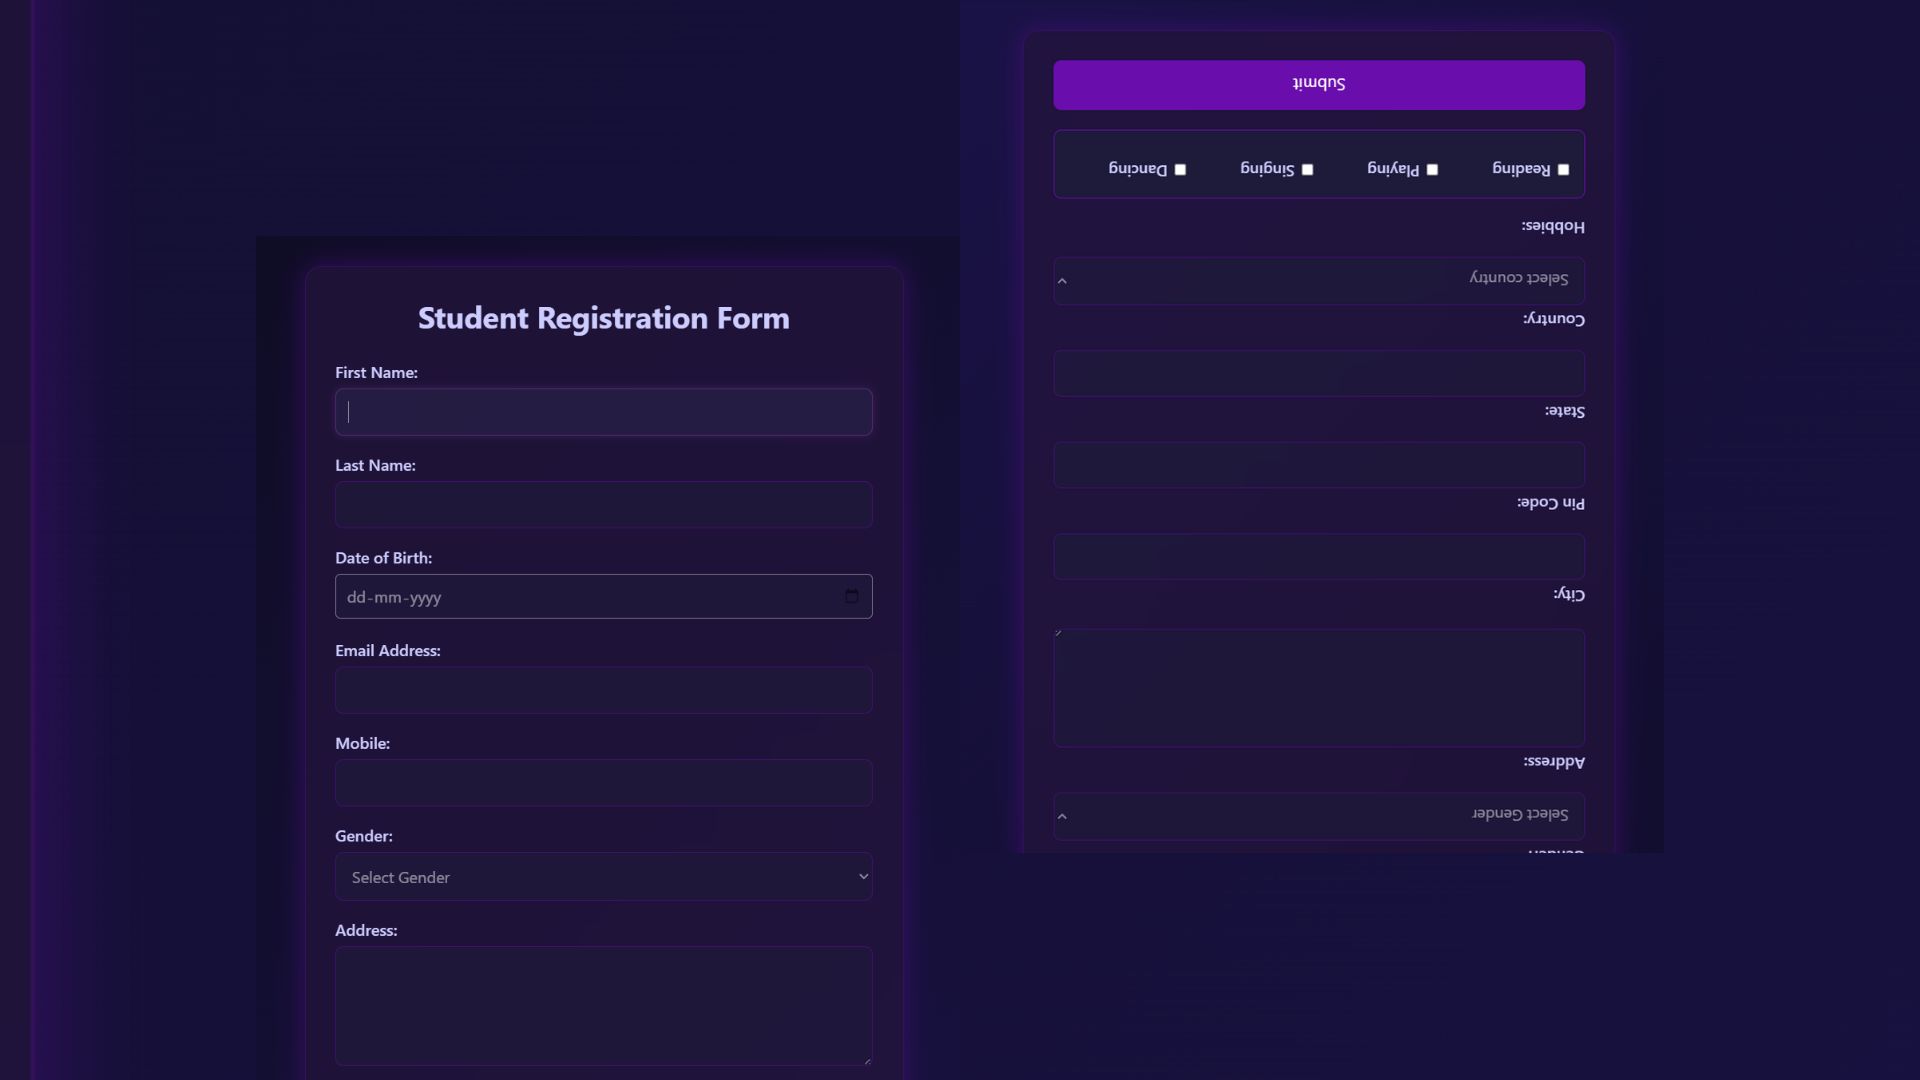 Student Registration Form
First Name:
Last Name:
Date of Birth:
dd-mm-yyyy
Email Address:
Mobile:
Gender:
Select Gender
Address:
Gender:
Select Gender
Address:
City:
Pin Code:
State:
Country:
Select country
Hobbies:
Reading Playing Singing Dancing
Submit